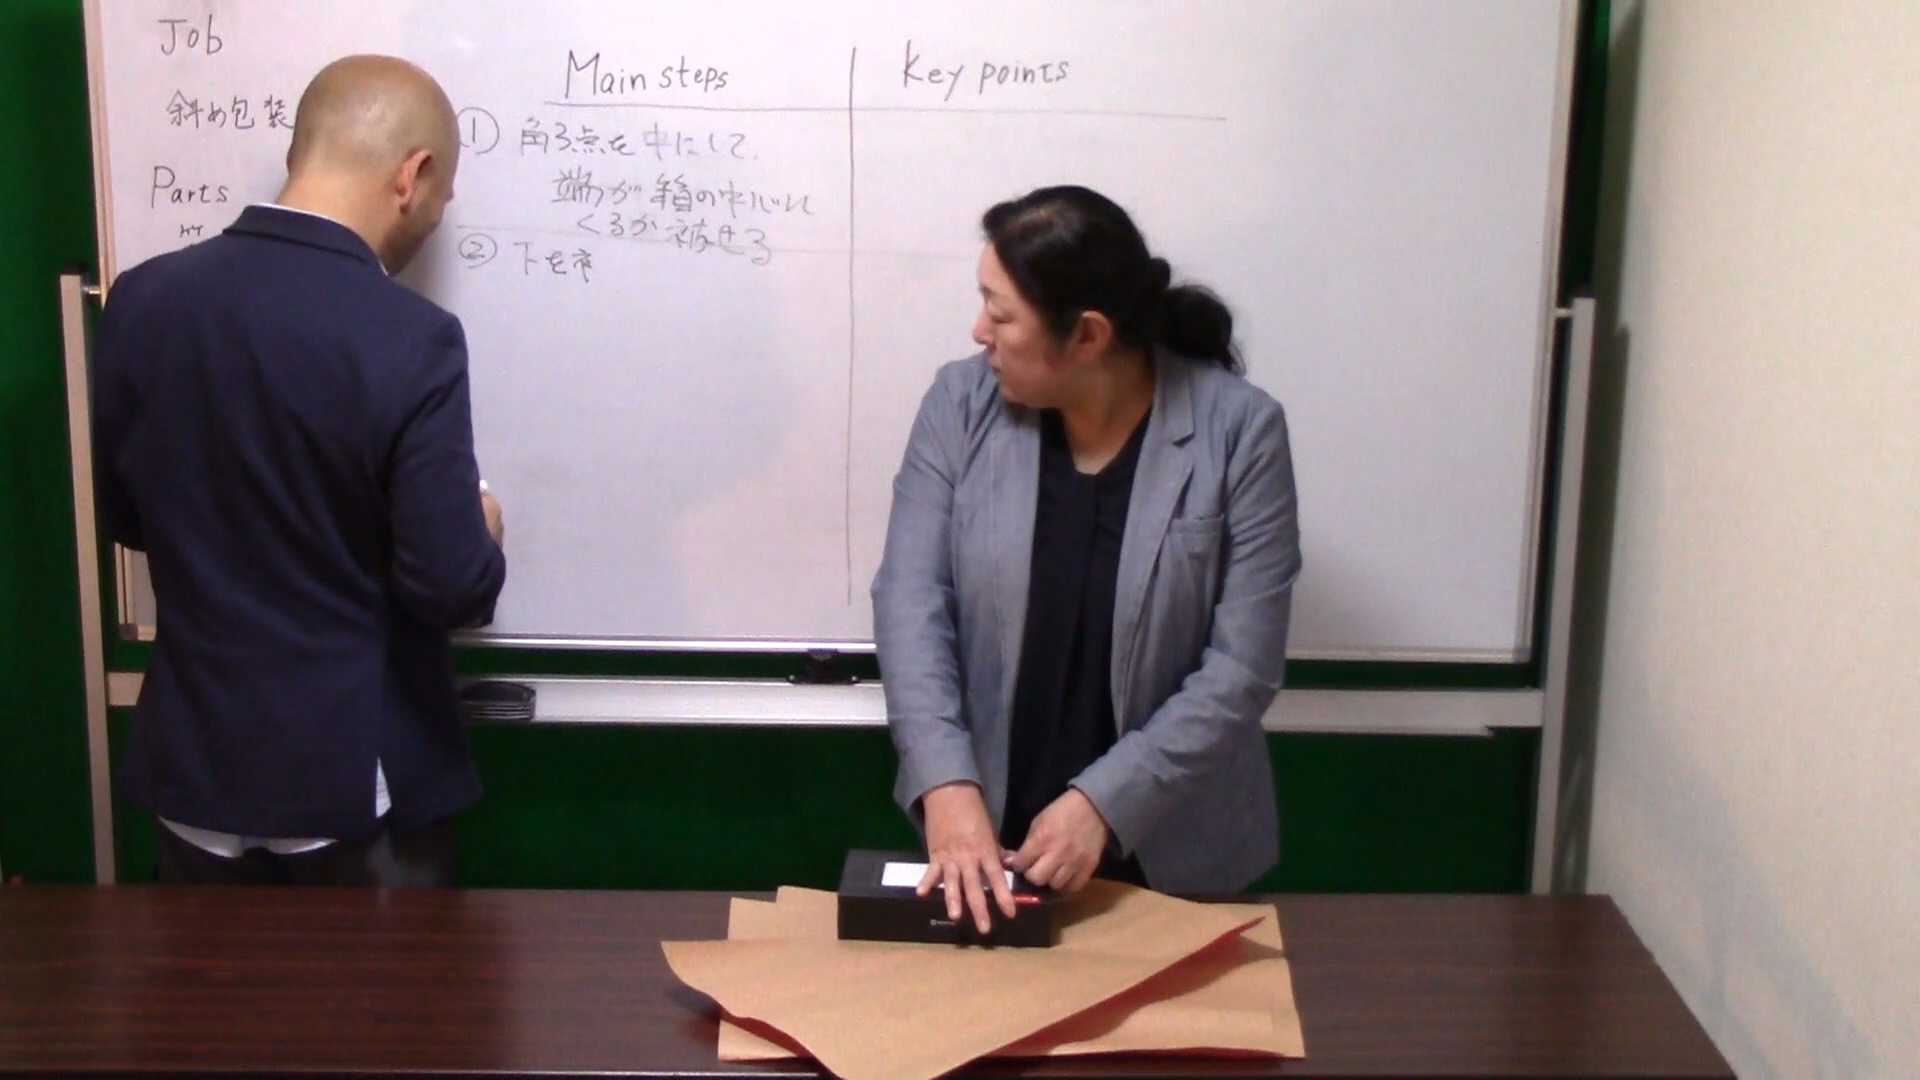 Job
斜め包装
Parts
Main steps
Key points
① 角3点を中にして、
端が箱の中心に
くるか被せる
② 下を